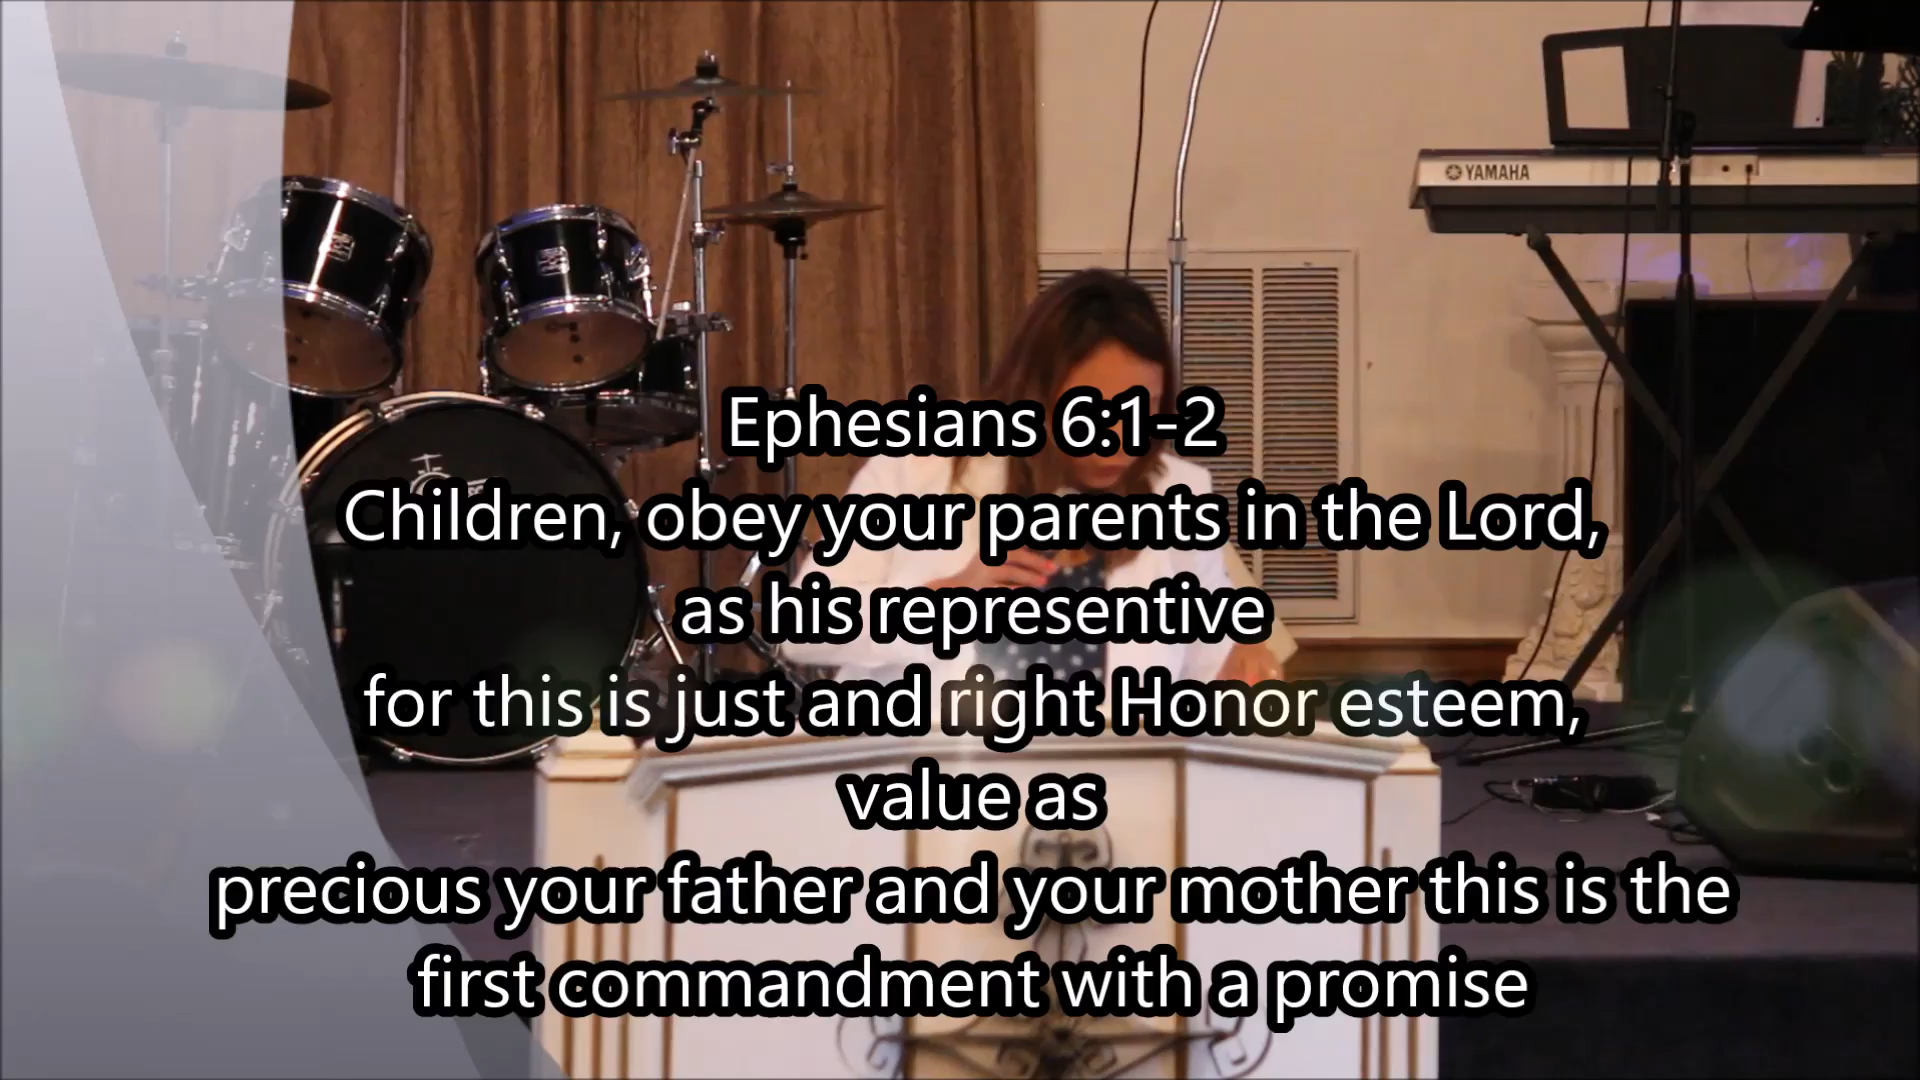 YAMAHA
Ephesians 6:1-2
Children, obey your parents in the Lord,
as his representive
for this is just and right Honor esteem,
value as
precious your father and your mother this is the
first commandment with a promise